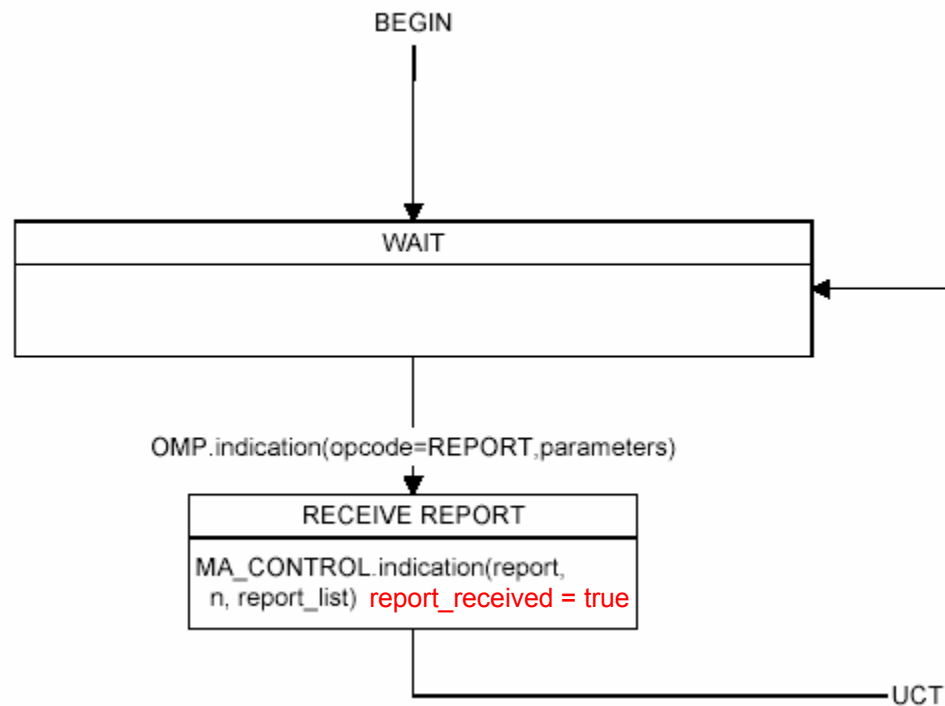 BEGIN
WAIT
OMP.indication(opcode=REPORT,parameters)
RECEIVE REPORT
MA_CONTROL.indication(report,
n, report_list) report_received = true
UCT